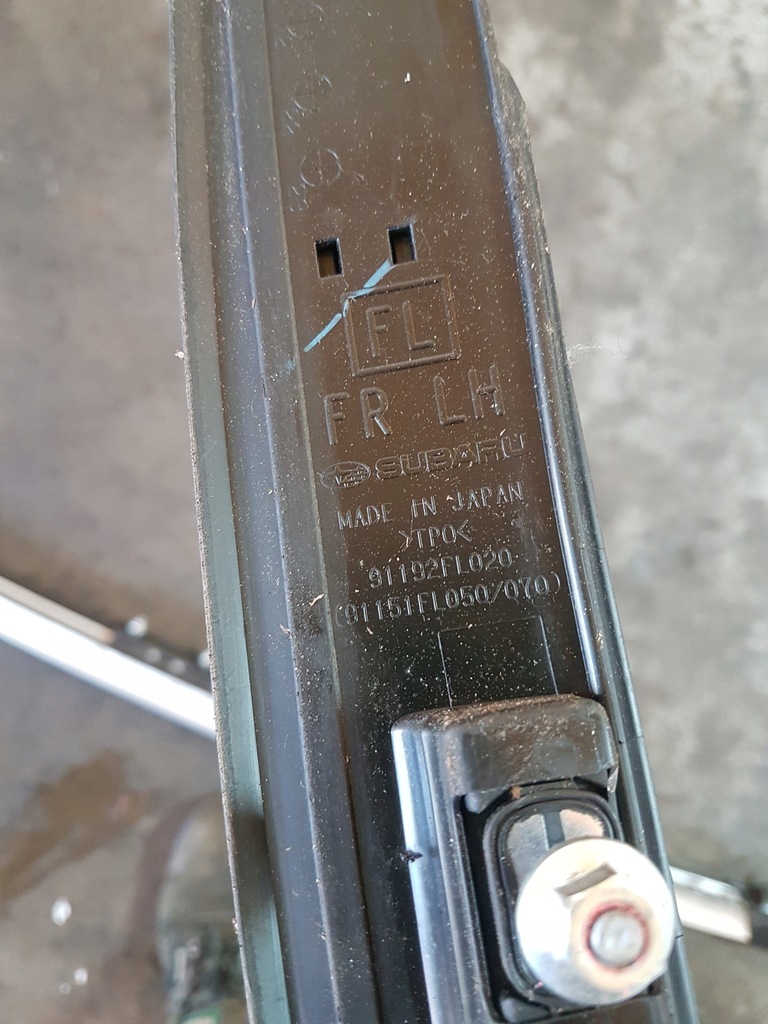 FL
FR LH
SUBARU
MADE IN JAPAN
>TPO<
91192FL020
(91151FL050/070)